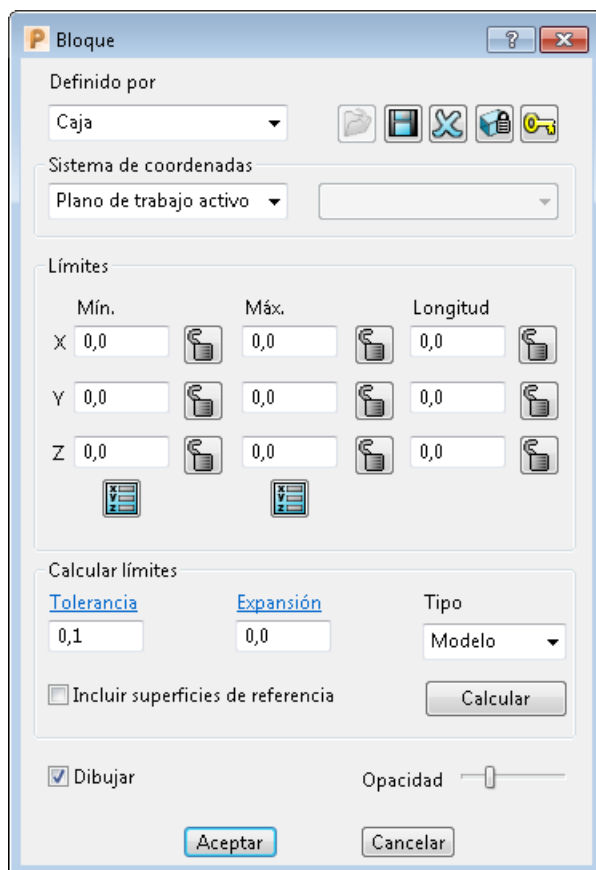 Bloque
Definido por
Caja
Sistema de coordenadas
Plano de trabajo activo
Límites
Mín. Máx. Longitud
X 0,0 0,0 0,0
Y 0,0 0,0 0,0
Z 0,0 0,0 0,0
Calcular límites
Tolerancia Expansión Tipo
0,1 0,0 Modelo
Incluir superficies de referencia Calcular
Dibujar Opacidad
Aceptar Cancelar